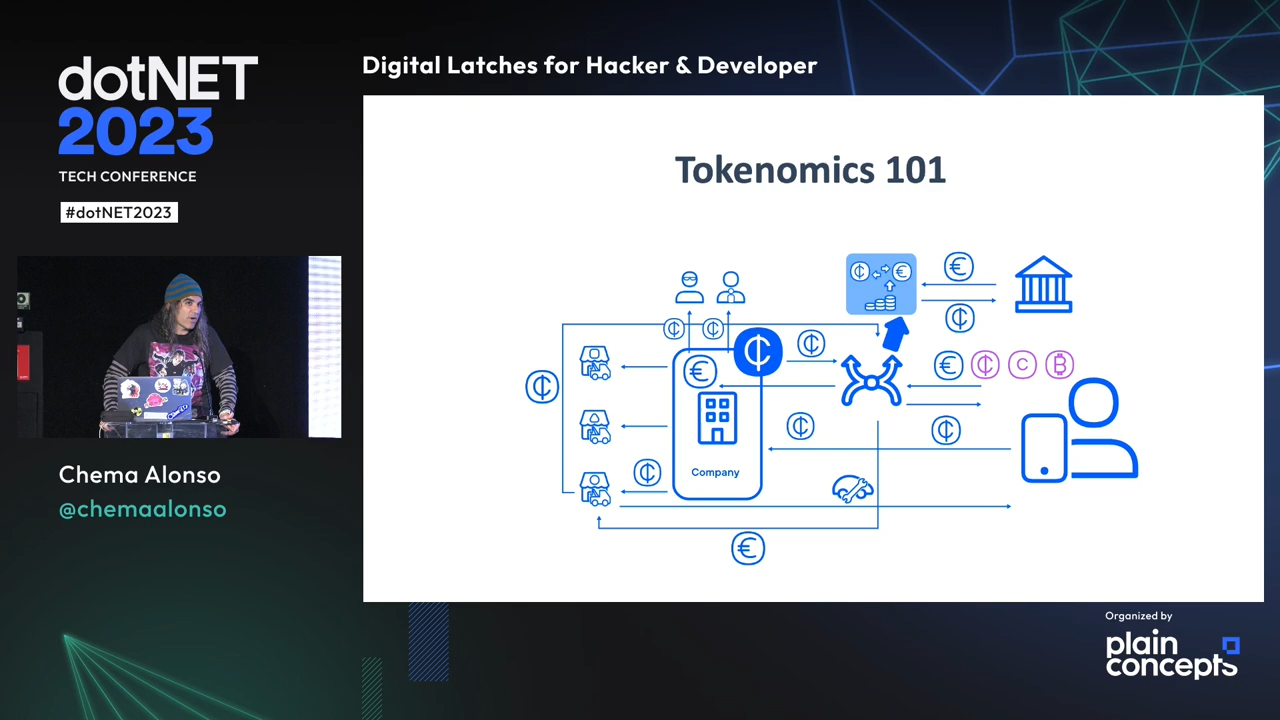 dotNET
2023
TECH CONFERENCE
#dotNET2023
Chema Alonso
@chemaalonso
Digital Latches for Hacker & Developer
Tokenomics 101
Company
Organized by
plain
concepts